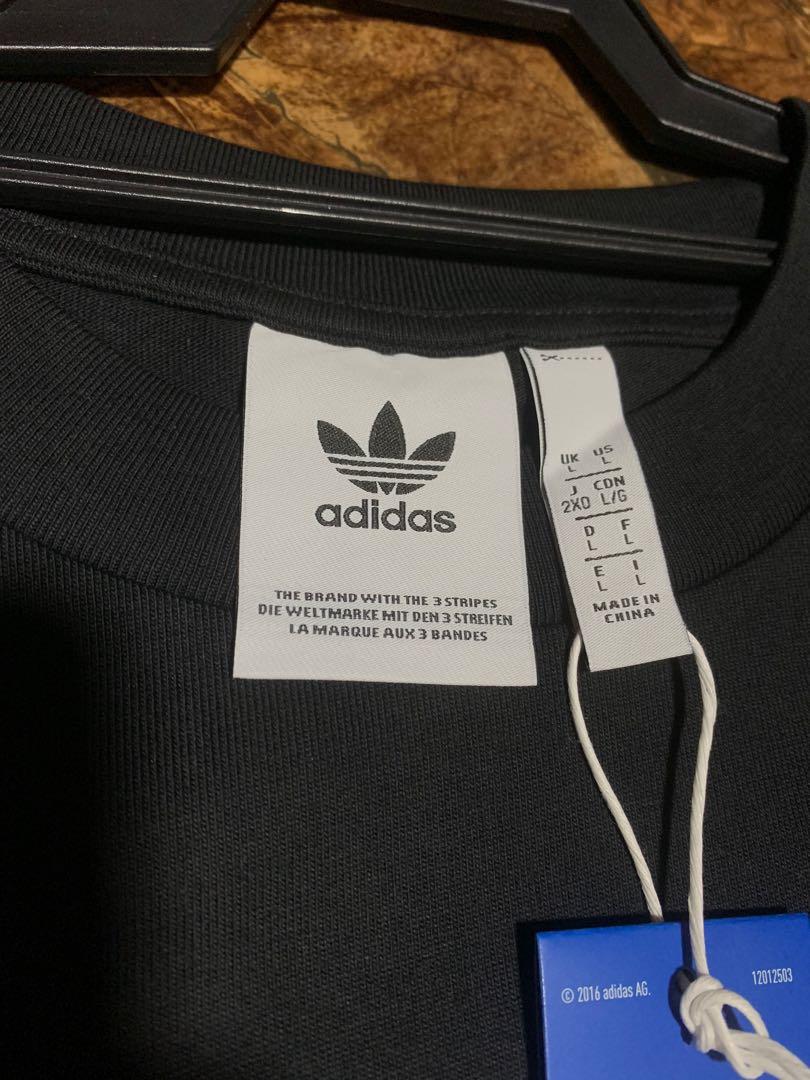 adidas
THE BRAND WITH THE 3 STRIPES
DIE WELTMARKE MIT DEN 3 STREIFEN
LA MARQUE AUX 3 BANDES
UK US
L L
J CDN
2XO L/G
D F
L L
E I
L L
MADE IN
CHINA
© 2016 adidas AG.
12012503